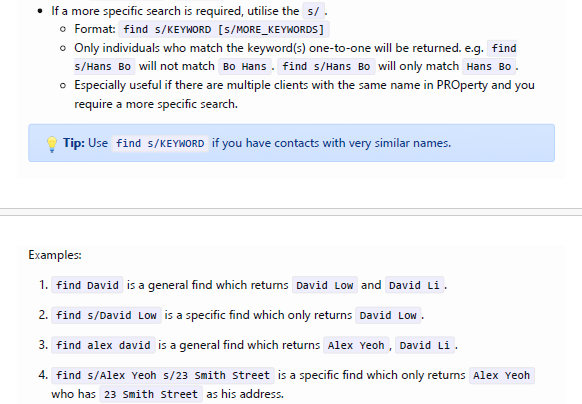 If a more specific search is required, utilise the s/ .
Format: find s/KEYWORD [s/MORE_KEYWORDS]
Only individuals who match the keyword(s) one-to-one will be returned. e.g. find
s/Hans Bo will not match Bo Hans . find s/Hans Bo will only match Hans Bo .
Especially useful if there are multiple clients with the same name in PROperty and you
require a more specific search.
Tip: Use find s/KEYWORD if you have contacts with very similar names.
Examples:
1. find David is a general find which returns David Low and David Li .
2. find s/David Low is a specific find which only returns David Low .
3. find alex david is a general find which returns Alex Yeoh , David Li .
4. find s/Alex Yeoh s/23 Smith Street is a specific find which only returns Alex Yeoh
who has 23 Smith Street as his address.